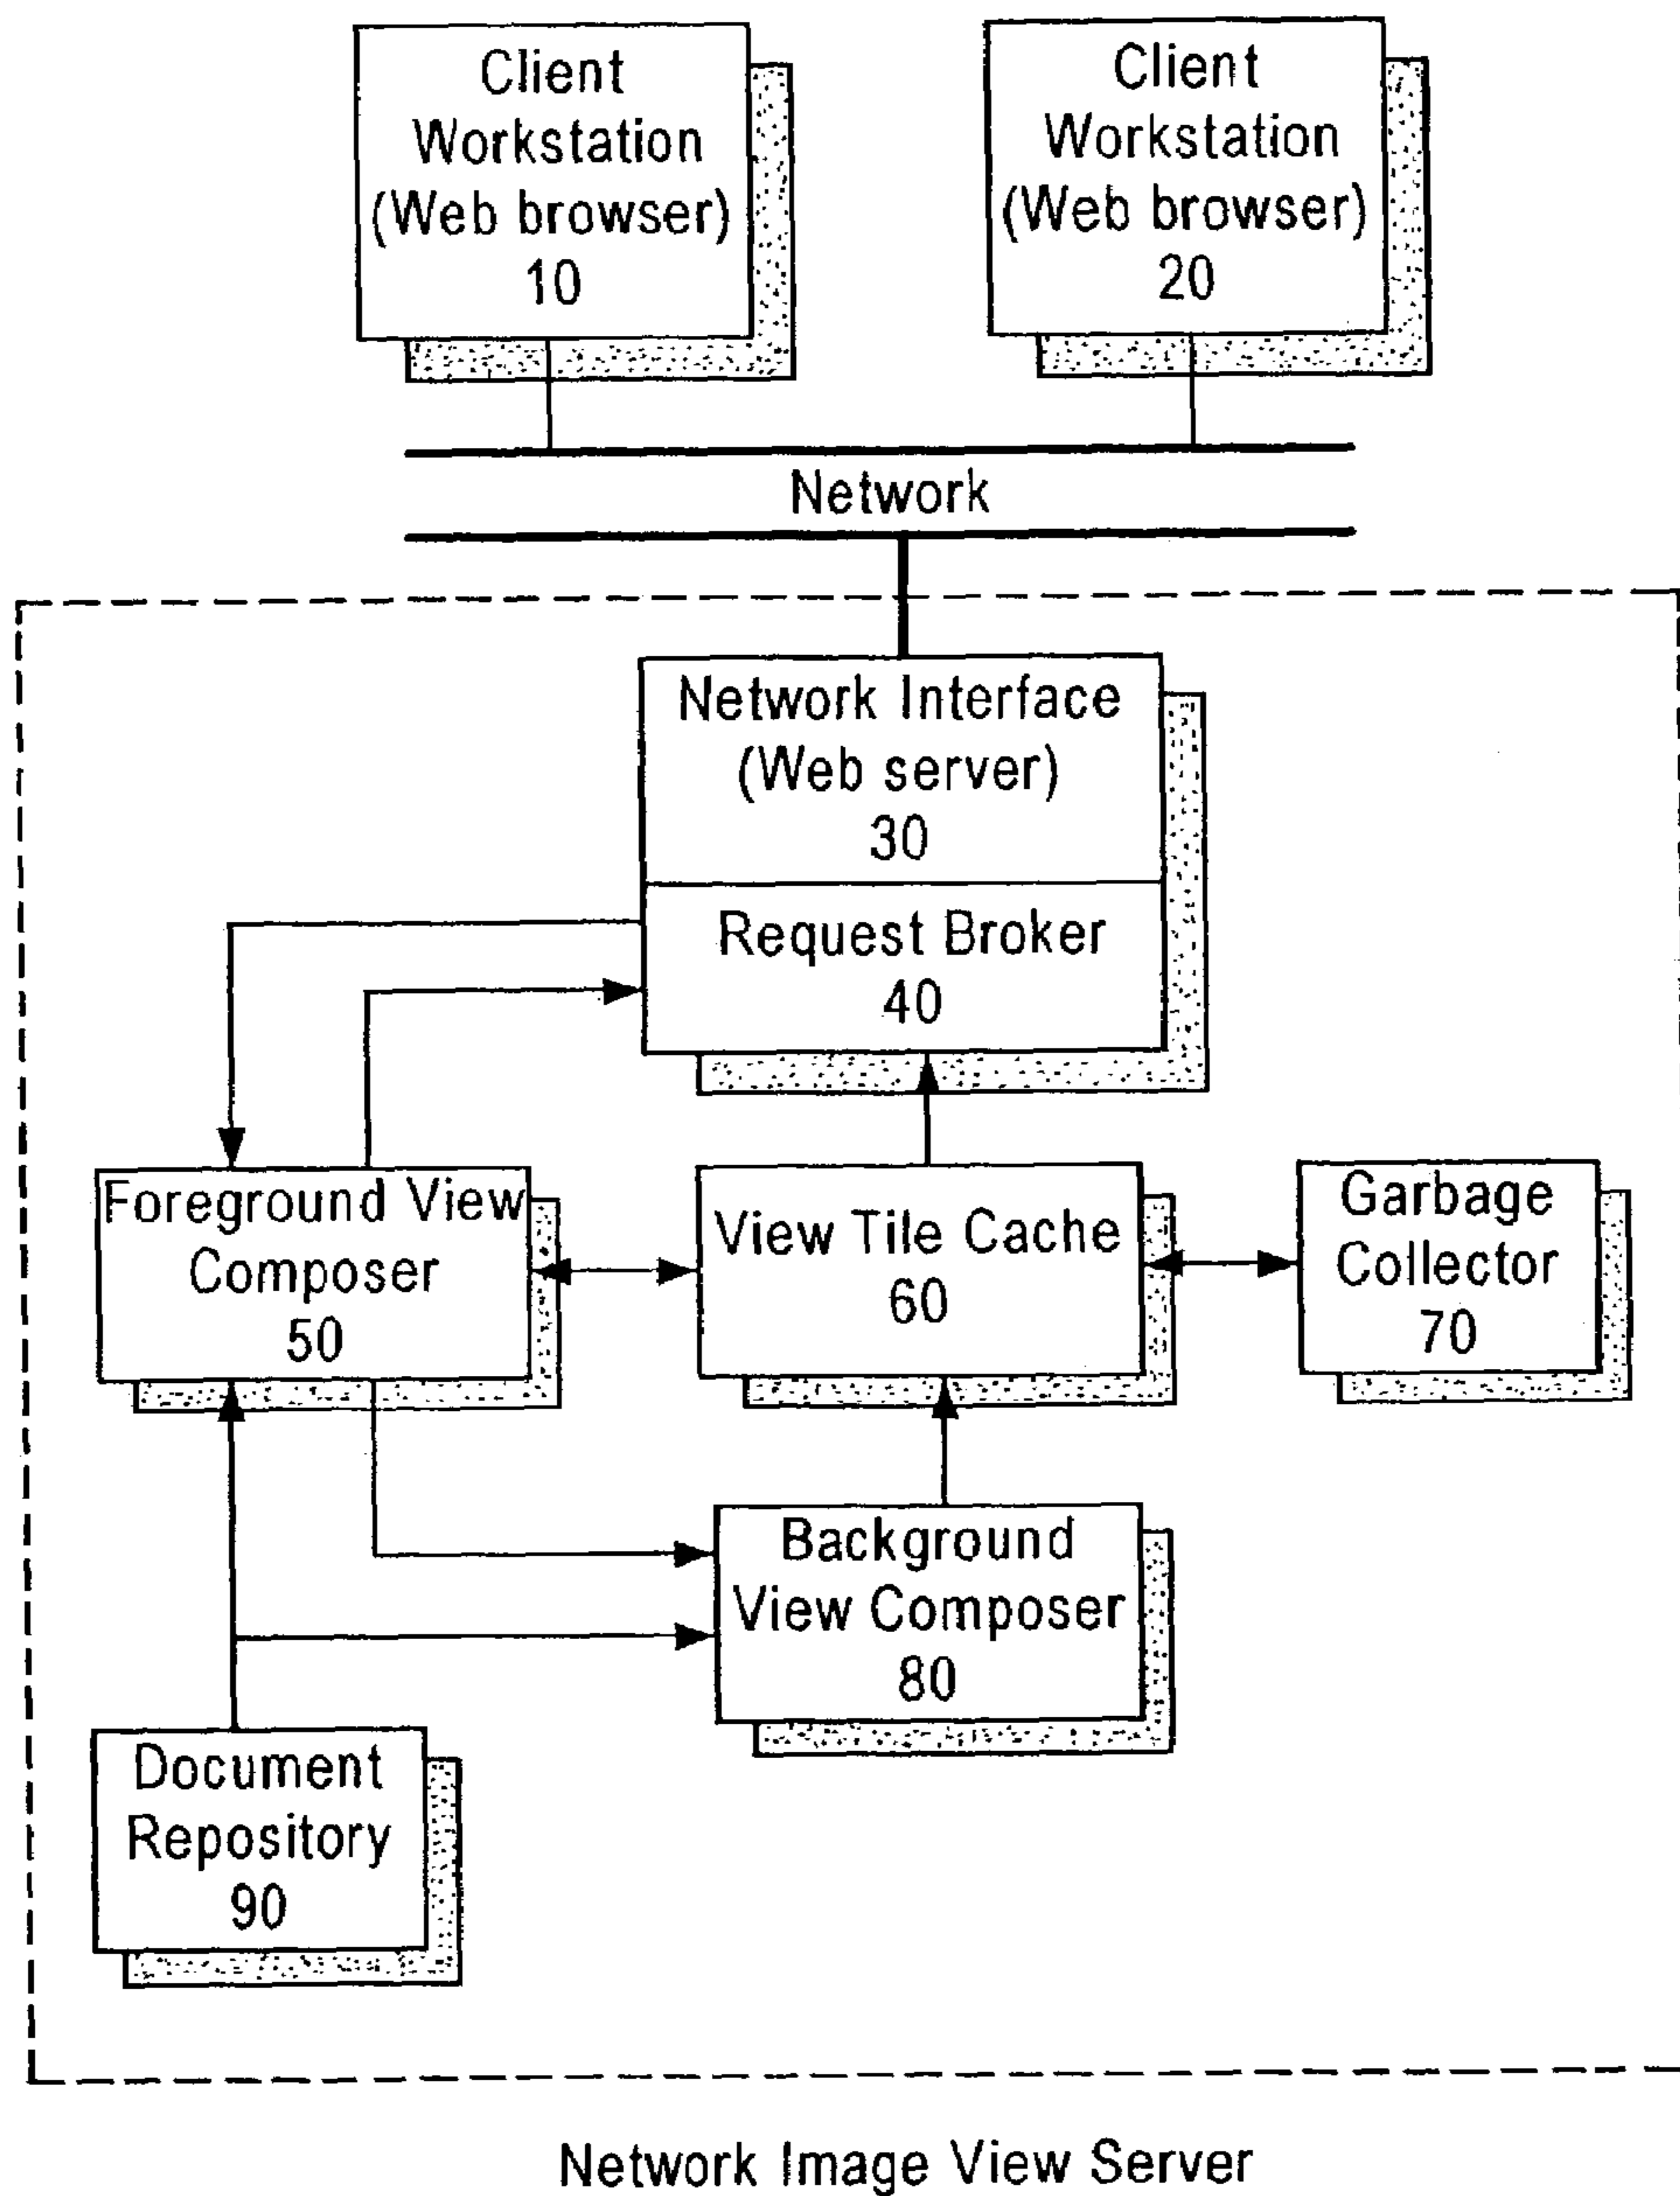 Client
Workstation
(Web browser)
10
Client
Workstation
(Web browser)
20
Network
Network Interface
(Web server)
30
Request Broker
40
Foreground View
Composer
50
View Tile Cache
60
Garbage
Collector
70
Background
View Composer
80
Document
Repository
90
Network Image View Server